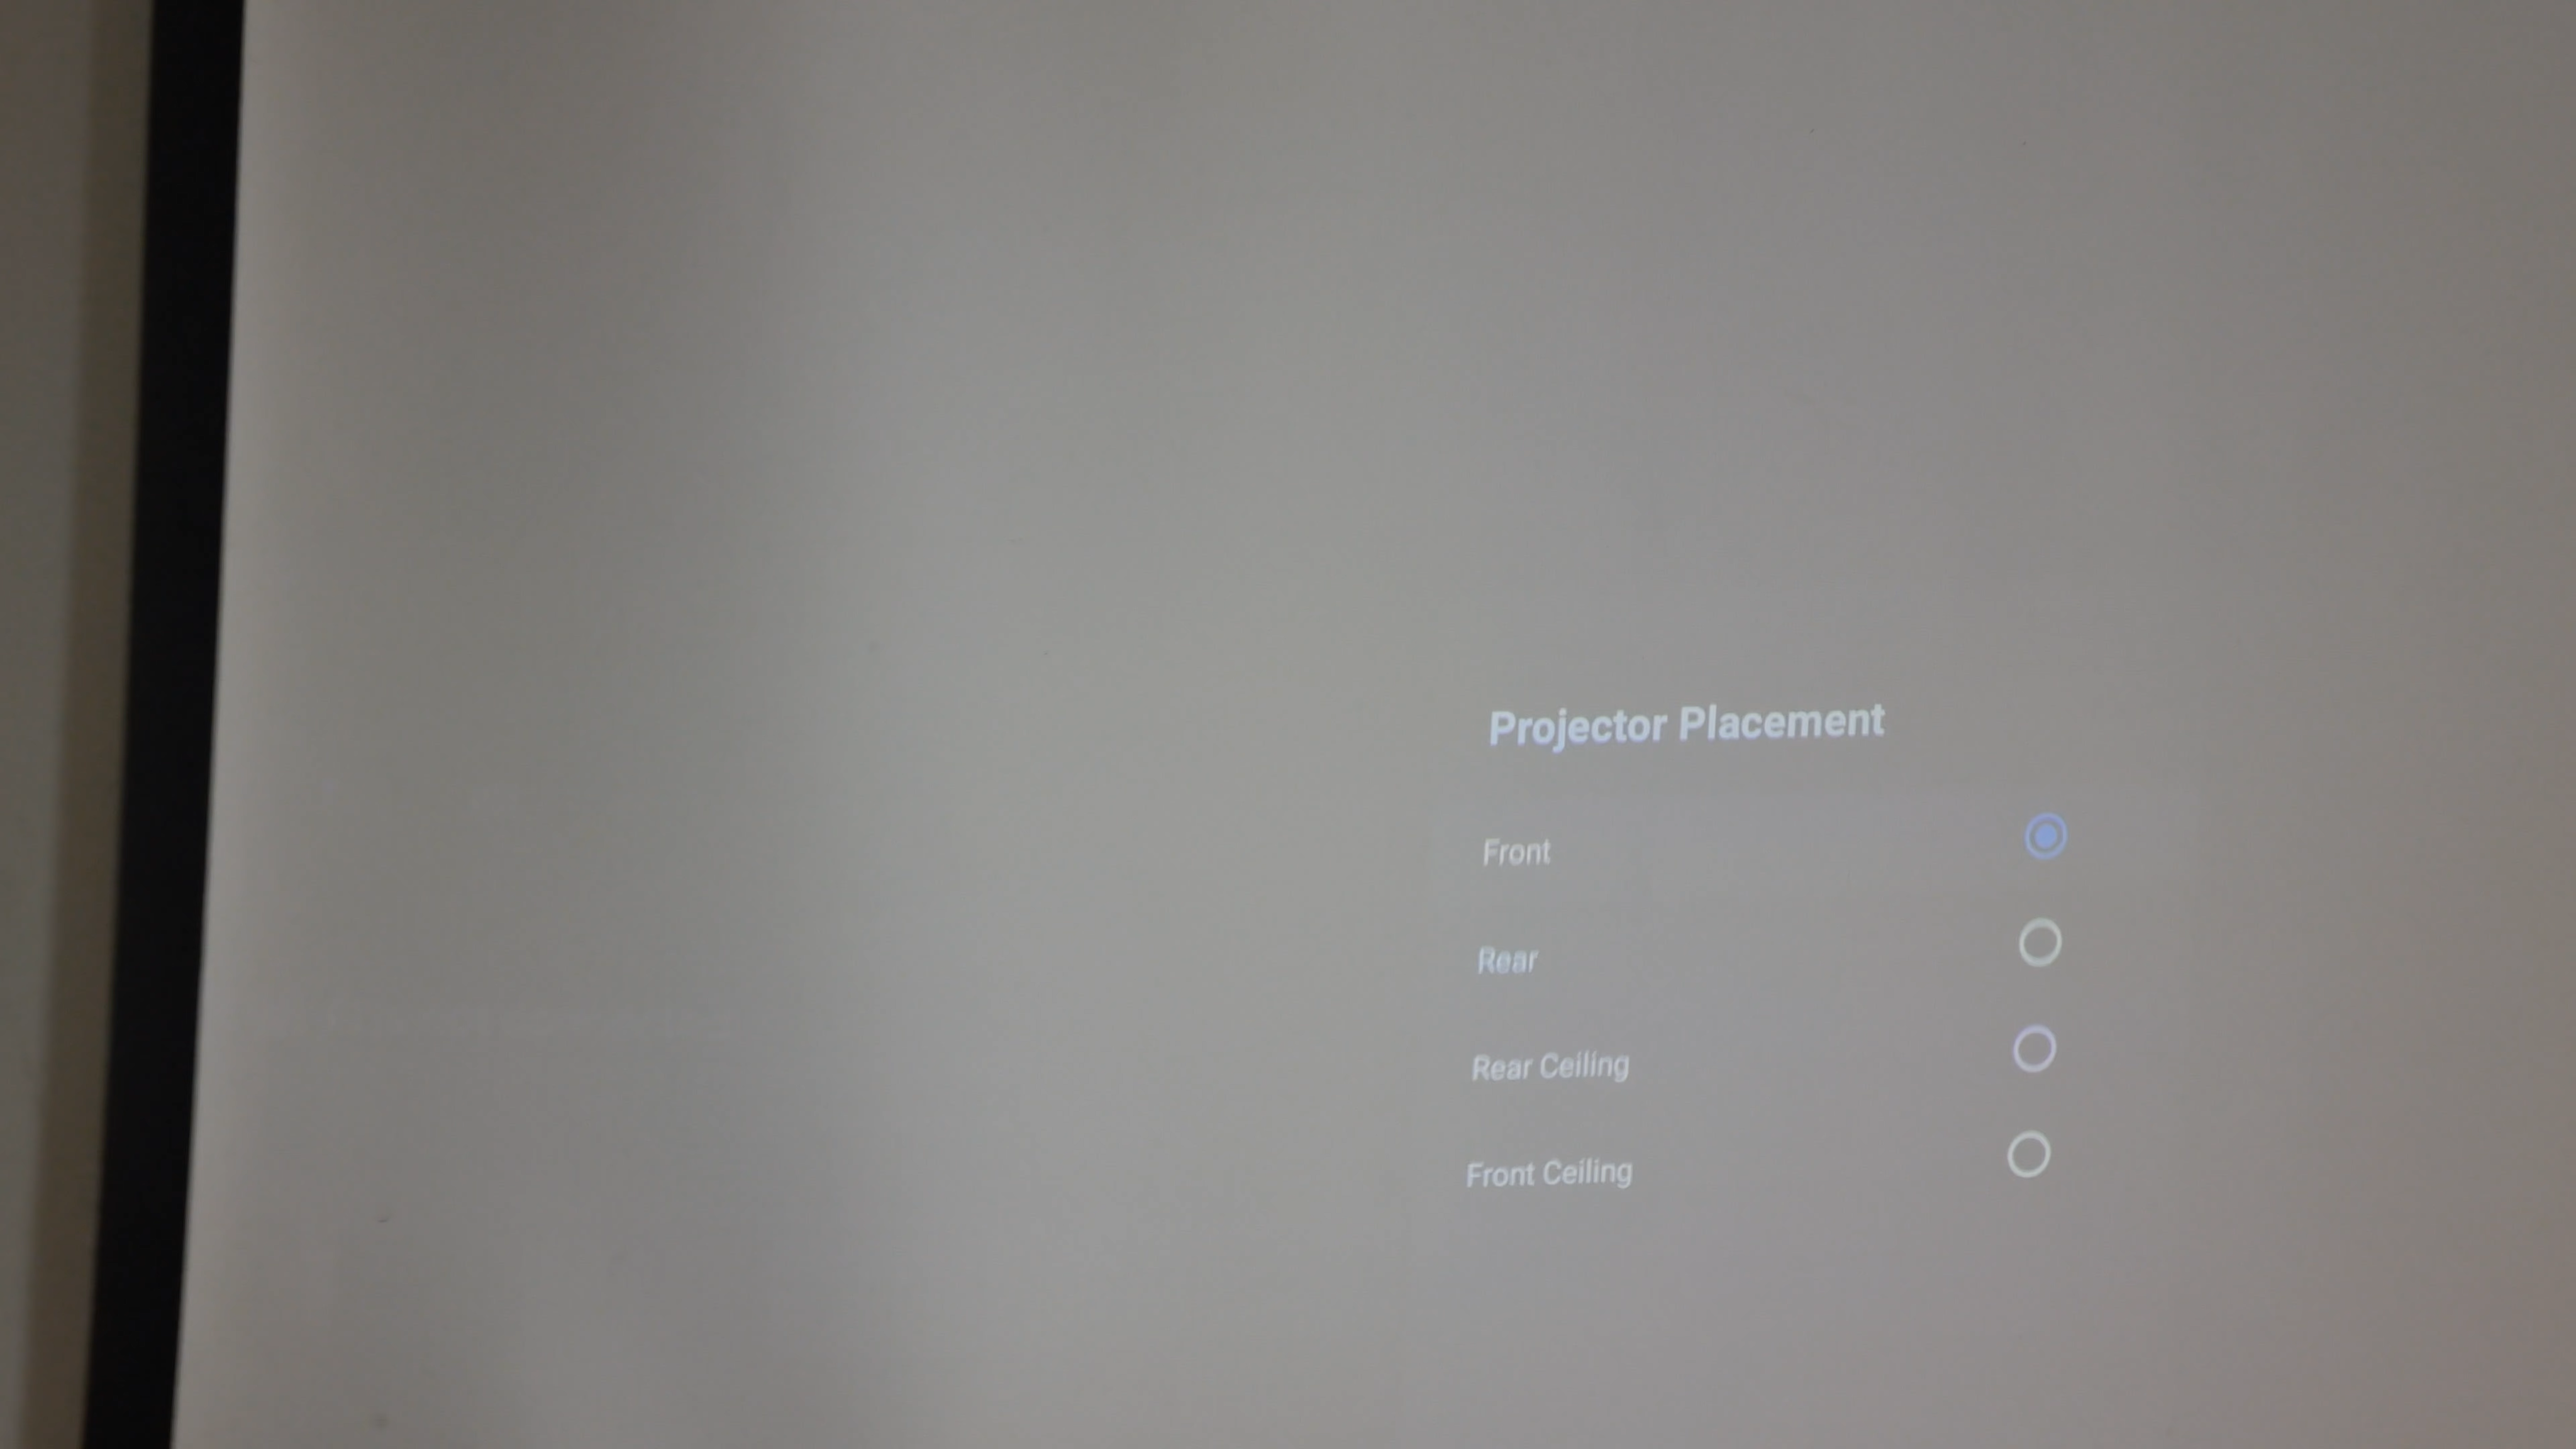 Projector Placement
Front
Rear
Rear Ceiling
Front Ceiling